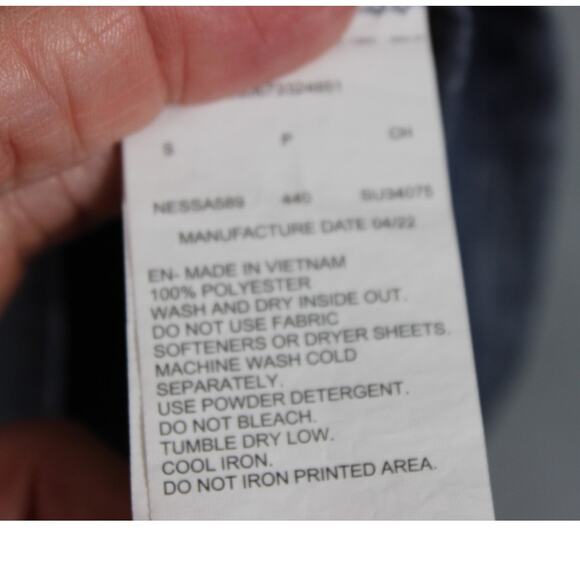 S P CH
NESSA589 440 SU34075
MANUFACTURE DATE 04/22
EN- MADE IN VIETNAM
100% POLYESTER
WASH AND DRY INSIDE OUT.
DO NOT USE FABRIC
SOFTENERS OR DRYER SHEETS.
MACHINE WASH COLD
SEPARATELY.
USE POWDER DETERGENT.
DO NOT BLEACH.
TUMBLE DRY LOW.
COOL IRON.
DO NOT IRON PRINTED AREA.